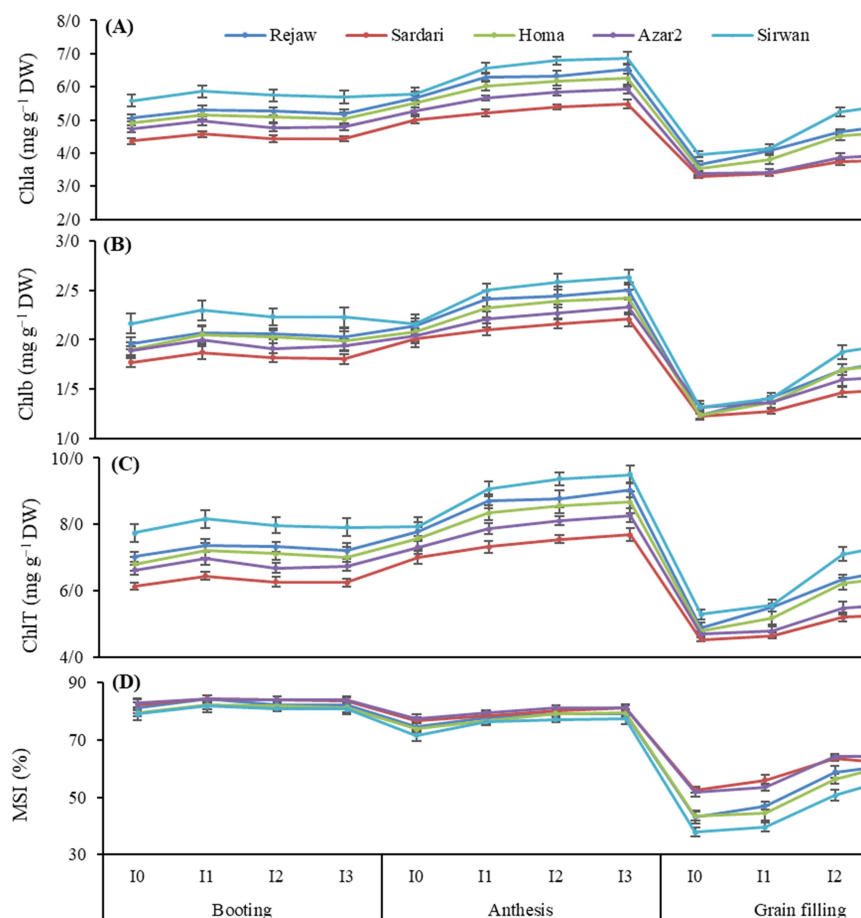 (A)
Rejaw Sardari Homa Azar2 Sirwan
8/0
7/0
6/0
5/0
4/0
3/0
2/0
Chla (mg g⁻¹ DW)
(B)
3/0
2/5
2/0
1/5
1/0
Chlb (mg g⁻¹ DW)
(C)
10/0
8/0
6/0
4/0
ChlT (mg g⁻¹ DW)
(D)
90
70
50
30
MSI (%)
I0 I1 I2 I3 I0 I1 I2 I3 I0 I1 I2
Booting Anthesis Grain filling